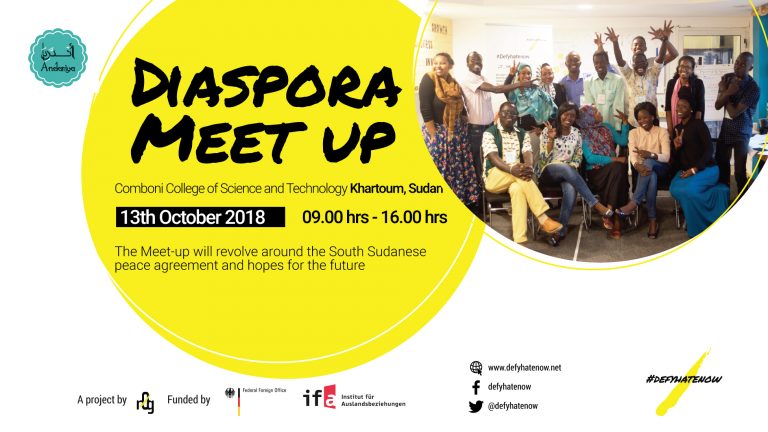 أندريا
Andariya
DIASPORA
MEET UP
Comboni College of Science and Technology Khartoum, Sudan
13th October 2018
09.00 hrs - 16.00 hrs
The Meet-up will revolve around the South Sudanese
peace agreement and hopes for the future
#Defyhatenow
A project by
r0g
Funded by
Federal Foreign Office
ifa
Institut für
Auslandsbeziehungen
www.defyhatenow.net
defyhatenow
@defyhatenow
#DEFYHATENOW